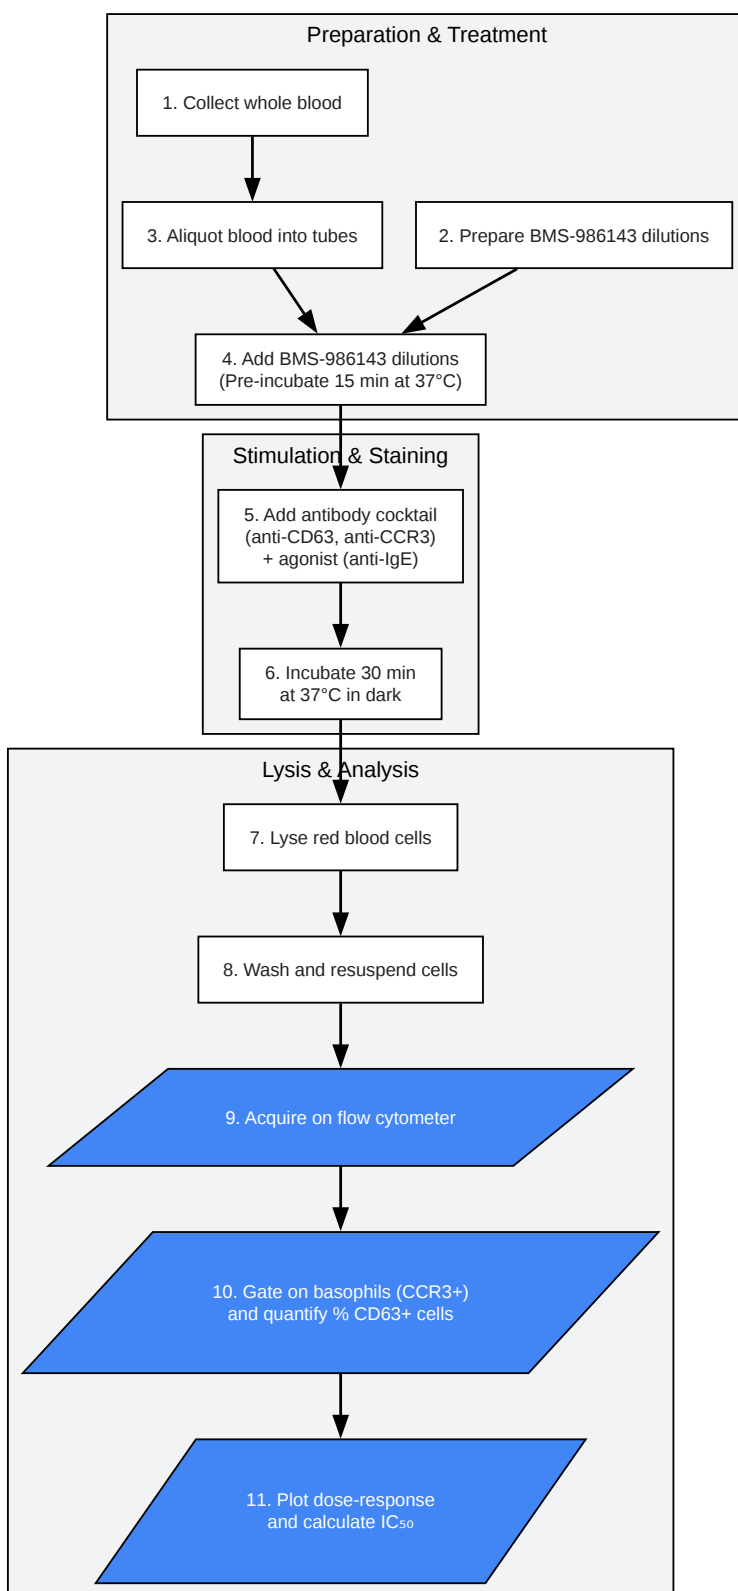 Preparation & Treatment
1. Collect whole blood
3. Aliquot blood into tubes
2. Prepare BMS-986143 dilutions
4. Add BMS-986143 dilutions
(Pre-incubate 15 min at 37°C)
Stimulation & Staining
5. Add antibody cocktail
(anti-CD63, anti-CCR3)
+ agonist (anti-IgE)
6. Incubate 30 min
at 37°C in dark
Lysis & Analysis
7. Lyse red blood cells
8. Wash and resuspend cells
9. Acquire on flow cytometer
10. Gate on basophils (CCR3+)
and quantify % CD63+ cells
11. Plot dose-response
and calculate IC₅₀